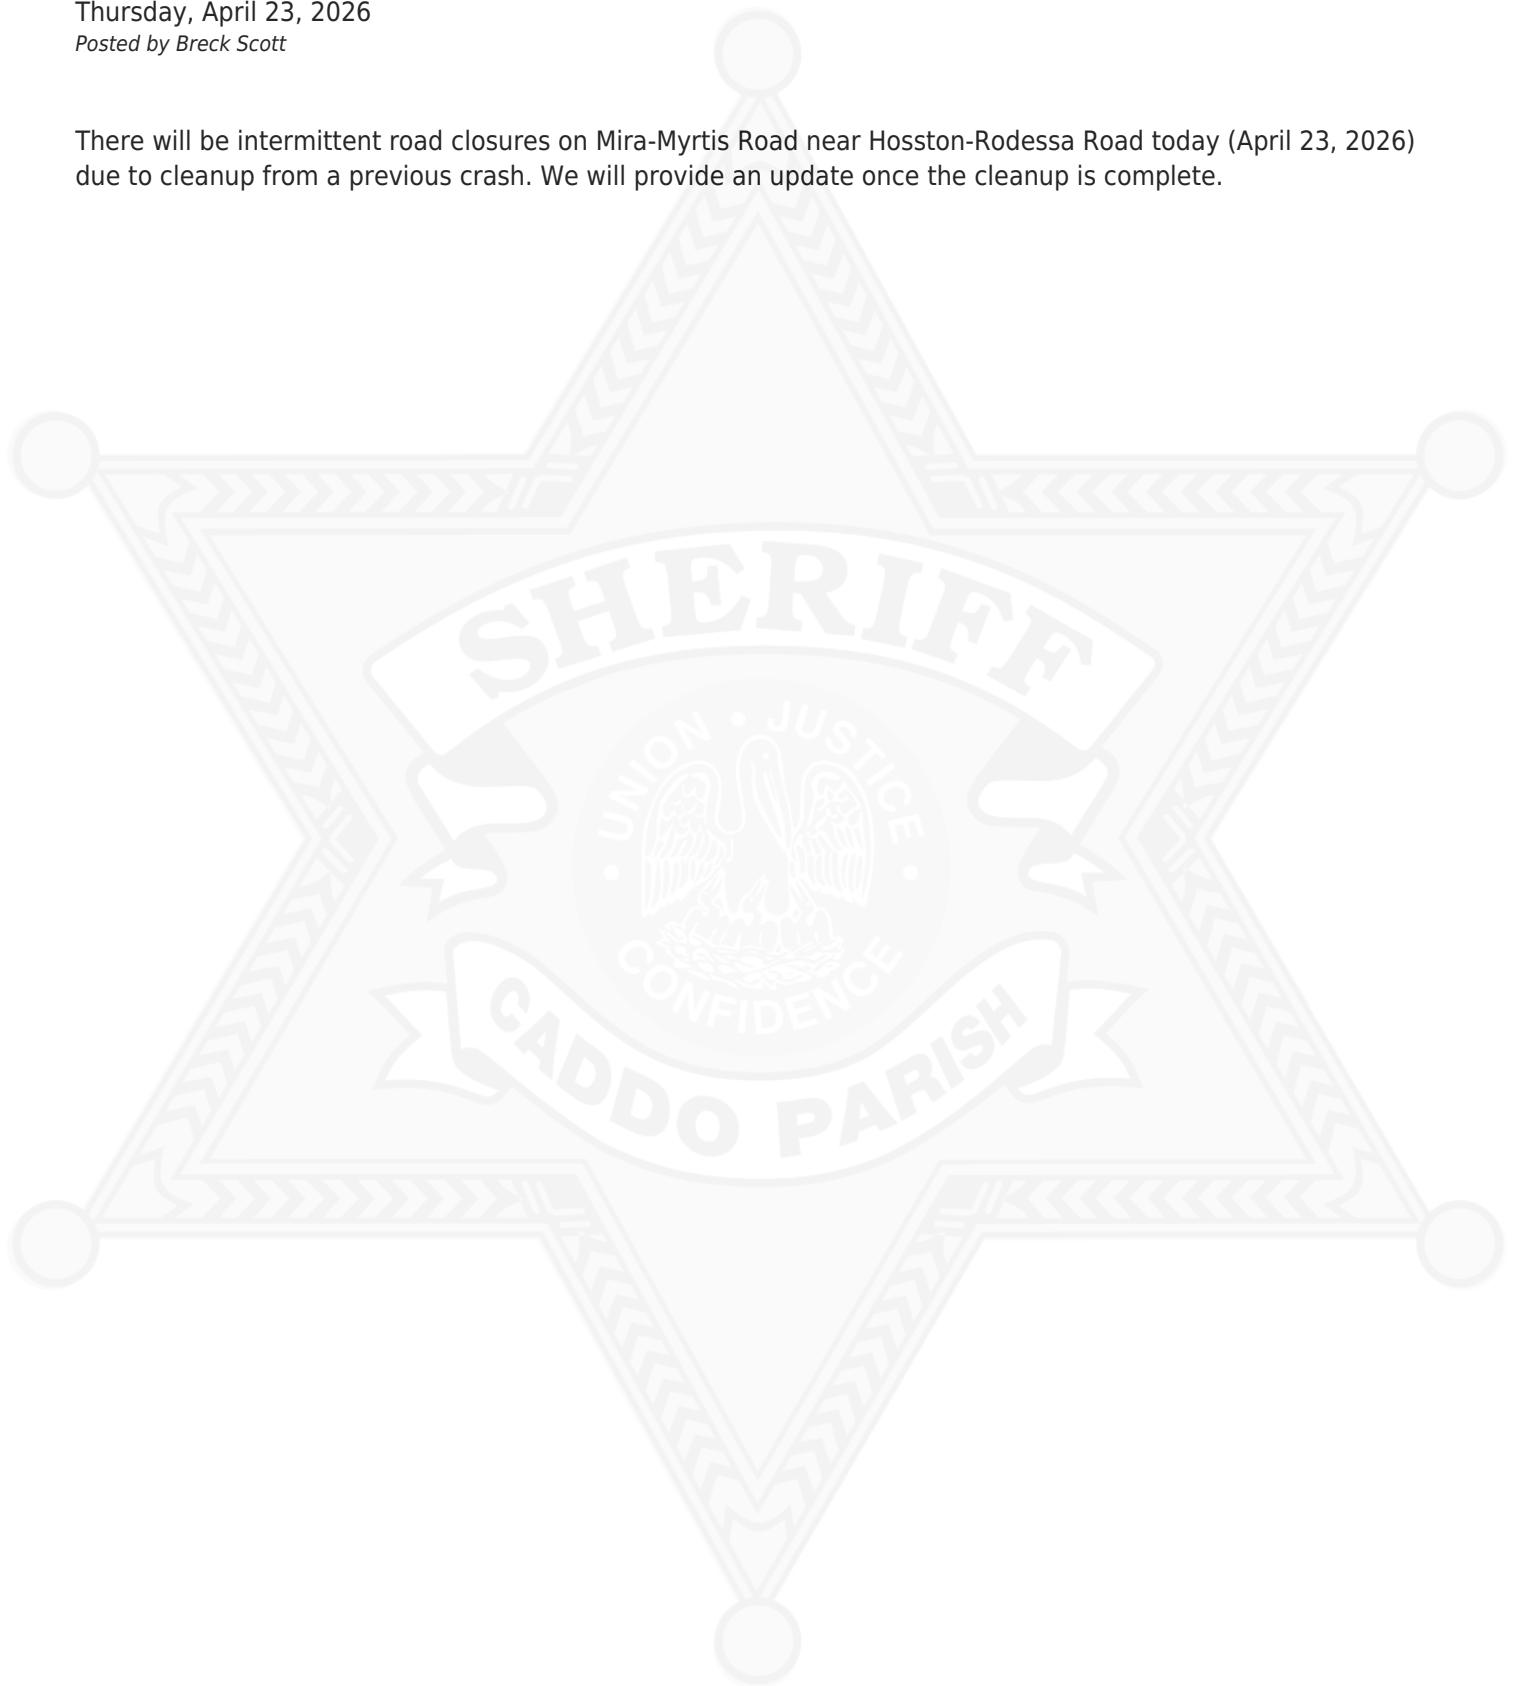 Thursday, April 23, 2026
Posted by Breck Scott
There will be intermittent road closures on Mira-Myrtis Road near Hosston-Rodessa Road today (April 23, 2026)
due to cleanup from a previous crash. We will provide an update once the cleanup is complete.
SHERIFF
UNION • JUSTICE
• CONFIDENCE •
CADDO PARISH